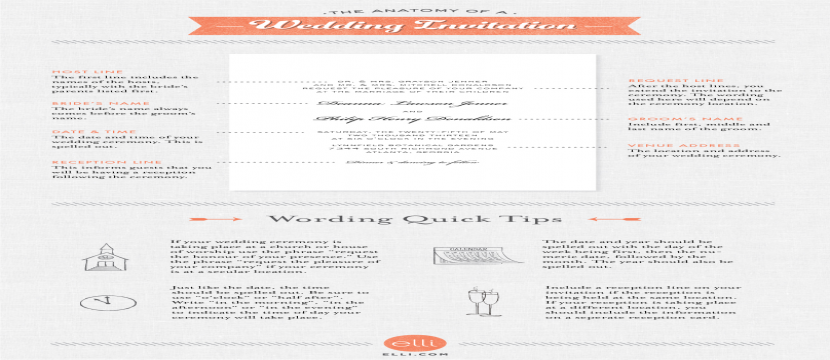 · THE ANATOMY OF A ·
Wedding Invitation
HOST LINE
The first line includes the
names of the hosts,
typically with the bride's
parents listed first.
BRIDE'S NAME
The bride's name always
comes before the groom's
name.
DATE & TIME
The date and time of your
wedding ceremony. This is
spelled out.
RECEPTION LINE
This informs guests that you
will be having a reception
following the ceremony.
DR. & MRS. GRAYSON JENNER
AND MR. & MRS. MITCHELL DONALDSON
REQUEST THE PLEASURE OF YOUR COMPANY
AT THE MARRIAGE OF THEIR CHILDREN
Jenner
AND
Philip Henry Donaldson
SATURDAY, THE TWENTY-FIFTH OF MAY
TWO THOUSAND THIRTEEN
AT SIX O'CLOCK IN THE EVENING
LYNNFIELD BOTANICAL GARDENS
SOUTH RICHMOND AVENUE
ATLANTA, GEORGIA
Dinner & dancing to follow
REQUEST LINE
After the host lines, you
extend the invitation to the
ceremony. The wording
used here will depend on
the ceremony location.
GROOM'S NAME
Include first, middle and
last name of the groom.
VENUE ADDRESS
The location and address
of your wedding ceremony.
Wording Quick Tips
If your wedding ceremony is
taking place at a church or house
of worship use the phrase "request
the honour of your presence." Use
the phrase "request the pleasure of
your company" if your ceremony
is at a secular location.
CALENDAR
The date and year should be
spelled out with the day of the
week being first, then the nu-
meric date, followed by the
month. The year should also be
spelled out.
Just like the date, the time
should be spelled out. Be sure to
use "o'clock" or "half after".
Write "in the morning", "in the
afternoon" or "in the evening"
to indicate the time of day your
ceremony will take place.
Include a reception line on your
invitation if the reception is
being held at the same location.
If your reception is taking place
at a different location, you
should include the information
on a seperate reception card.
elli
ELLI.COM